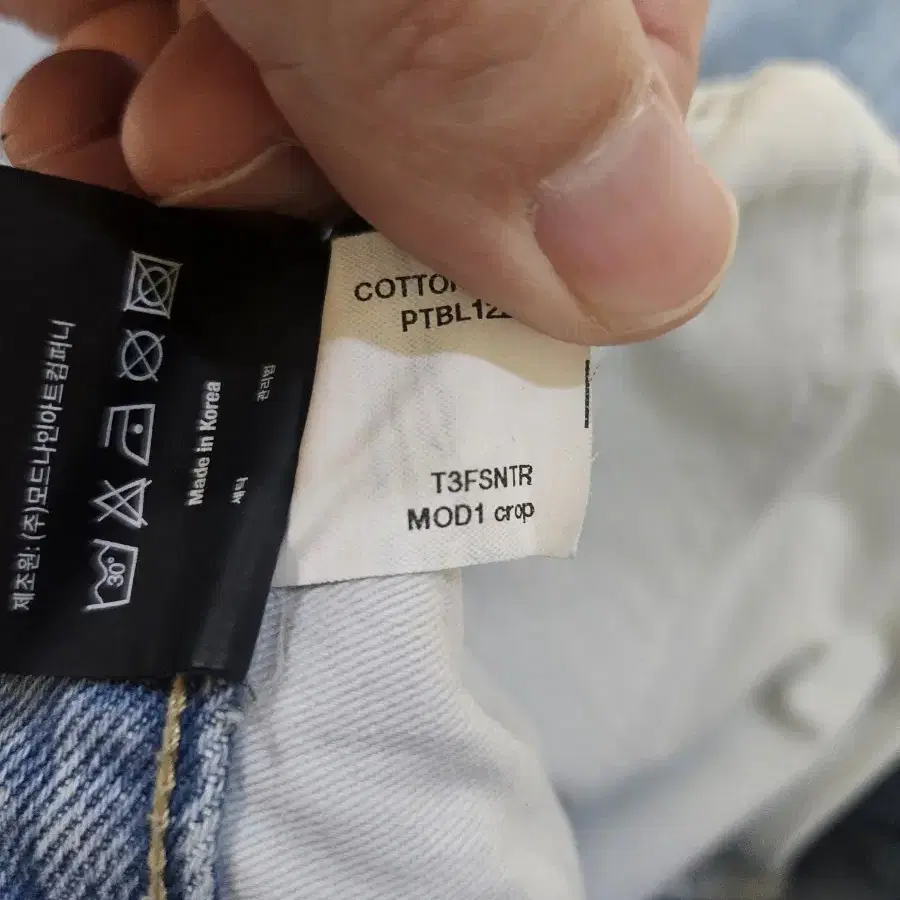 제조원: (주)모드나인아트컴퍼니
30°
Made in Korea
세탁
관리법
PTBL12
T3FSNTR
MOD1 crop